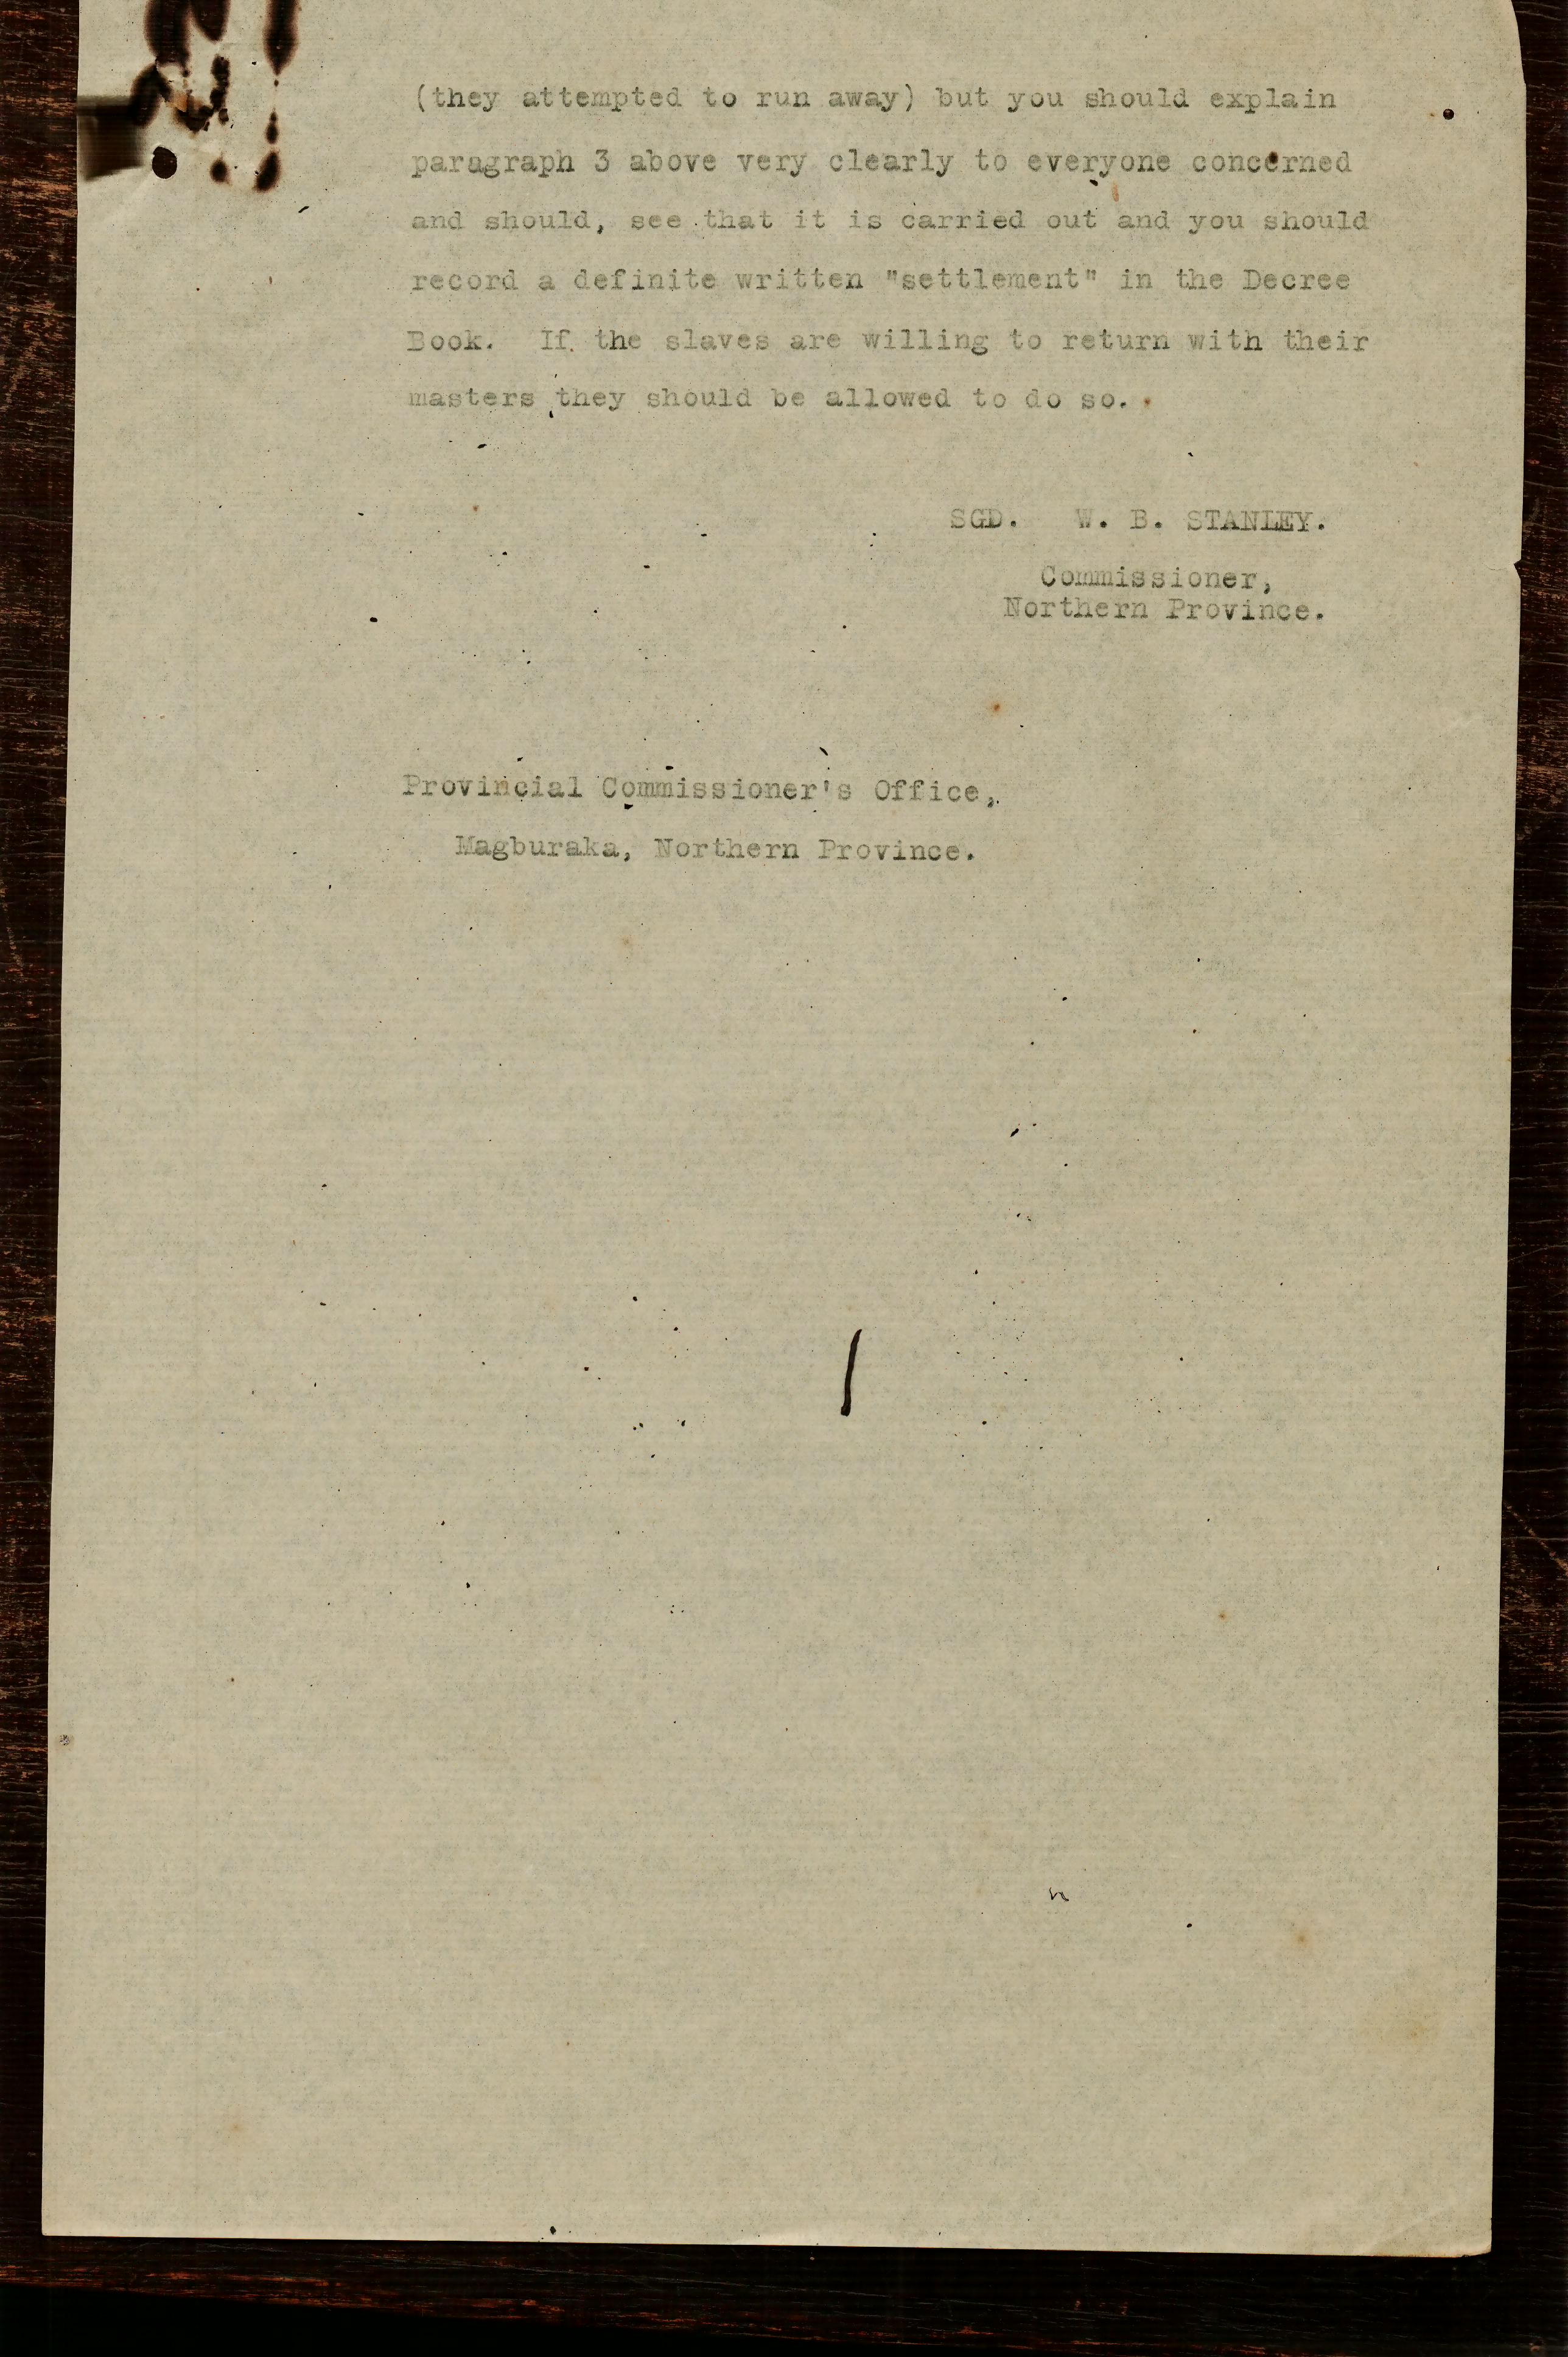 (they attempted to run away) but you should explain
paragraph 3 above very clearly to everyone concerned
and should, see that it is carried out and you should
record a definite written "settlement" in the Decree
Book. If the slaves are willing to return with their
masters they should be allowed to do so.
SGD. W. B. STANLEY.
Commissioner,
Northern Province.
Provincial Commissioner's Office,
Magburaka, Northern Province.